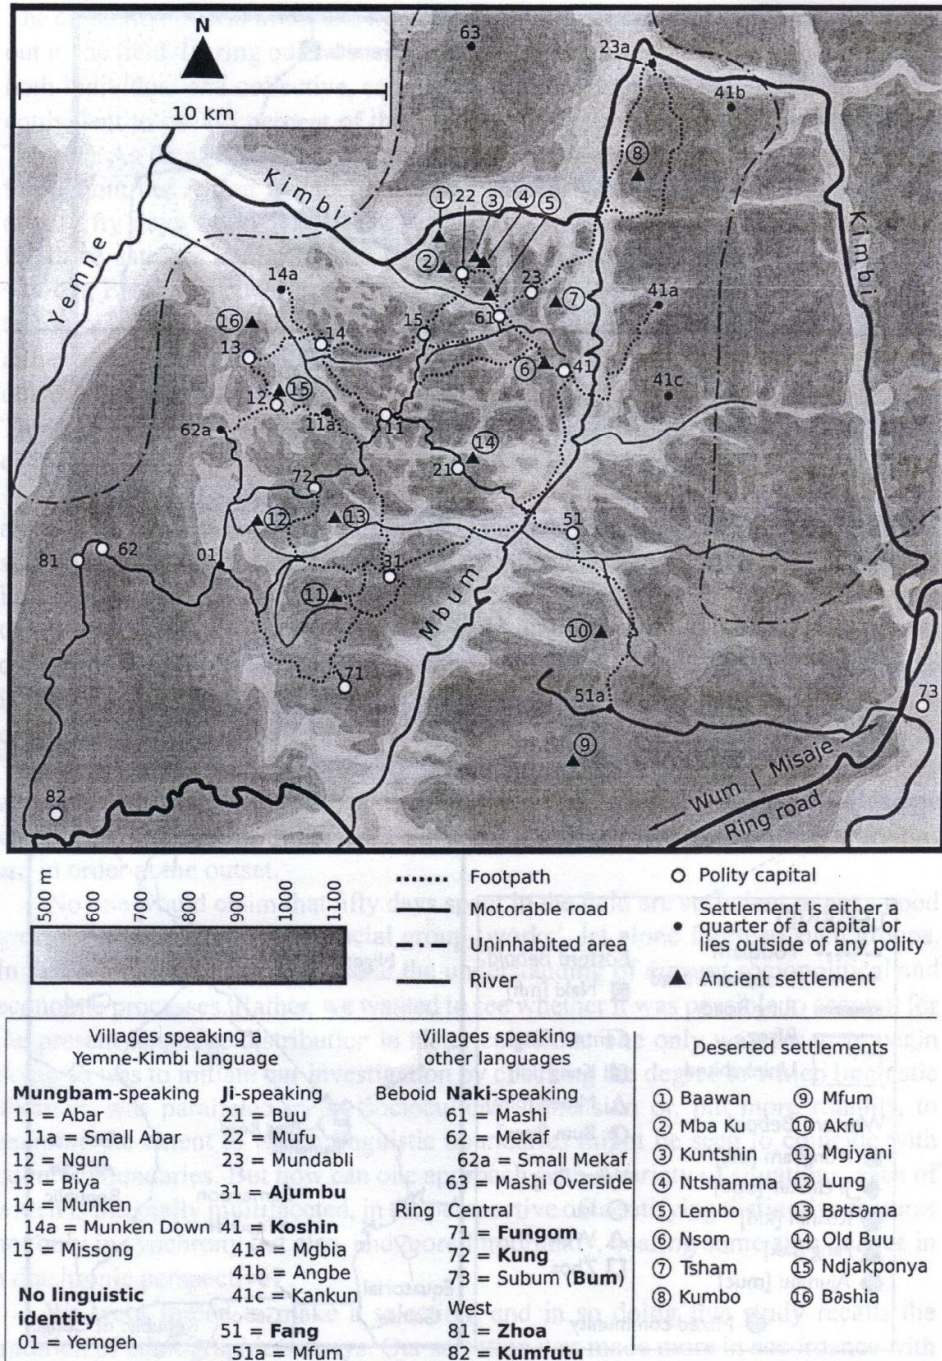 N
10 km
63
23a
41b
Kimbi
8
1
22
3
4
5
2
Kimbi
Yemne
14a
23
7
41a
16
13
14
15
61
6
41
41c
15
12
11a
11
62a
14
21
72
12
13
51
81
62
01
31
11
Mbum
10
71
51a
73
9
Wum | Misaje
Ring road
82
500 m
600
700
800
900
1000
1100
Footpath
Motorable road
Uninhabited area
River
Polity capital
Settlement is either a
quarter of a capital or
lies outside of any polity
Ancient settlement
Villages speaking
Yemne-Kimbi language
Mungbam-speaking
11 = Abar
11a = Small Abar
12 = Ngun
13 = Biya
14 = Munken
14a = Munken Down
15 = Missong
No linguistic
identity
01 = Yemgeh
Ji-speaking
21 = Buu
22 = Mufu
23 = Mundabli
31 = Ajumbu
41 = Koshin
41a = Mgbia
41b = Angbe
41c = Kankun
51 = Fang
51a = Mfum
Villages speaking
other languages
Beboid Naki-speaking
61 = Mashi
62 = Mekaf
62a = Small Mekaf
63 = Mashi Overside
Ring Central
71 = Fungom
72 = Kung
73 = Subum (Bum)
West
81 = Zhoa
82 = Kumfutu
Deserted settlements
1 Baawan
2 Mba Ku
3 Kuntshin
4 Ntshamma
5 Lembo
6 Nsom
7 Tsham
8 Kumbo
9 Mfum
10 Akfu
11 Mgiyani
12 Lung
13 Bətsəma
14 Old Buu
15 Ndjakponya
16 Bəshia